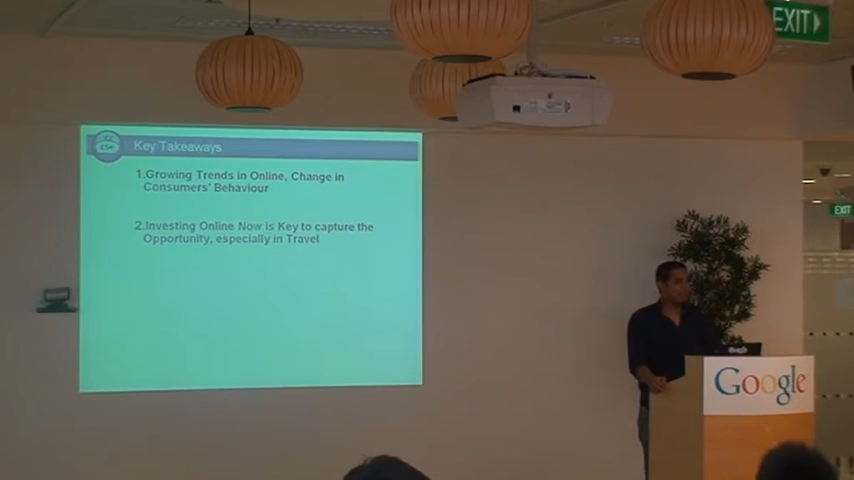 EXIT
Key Takeaways
1.Growing Trends in Online, Change in
Consumers' Behaviour
2.Investing Online Now is Key to capture the
Opportunity, especially in Travel
EXIT
Google